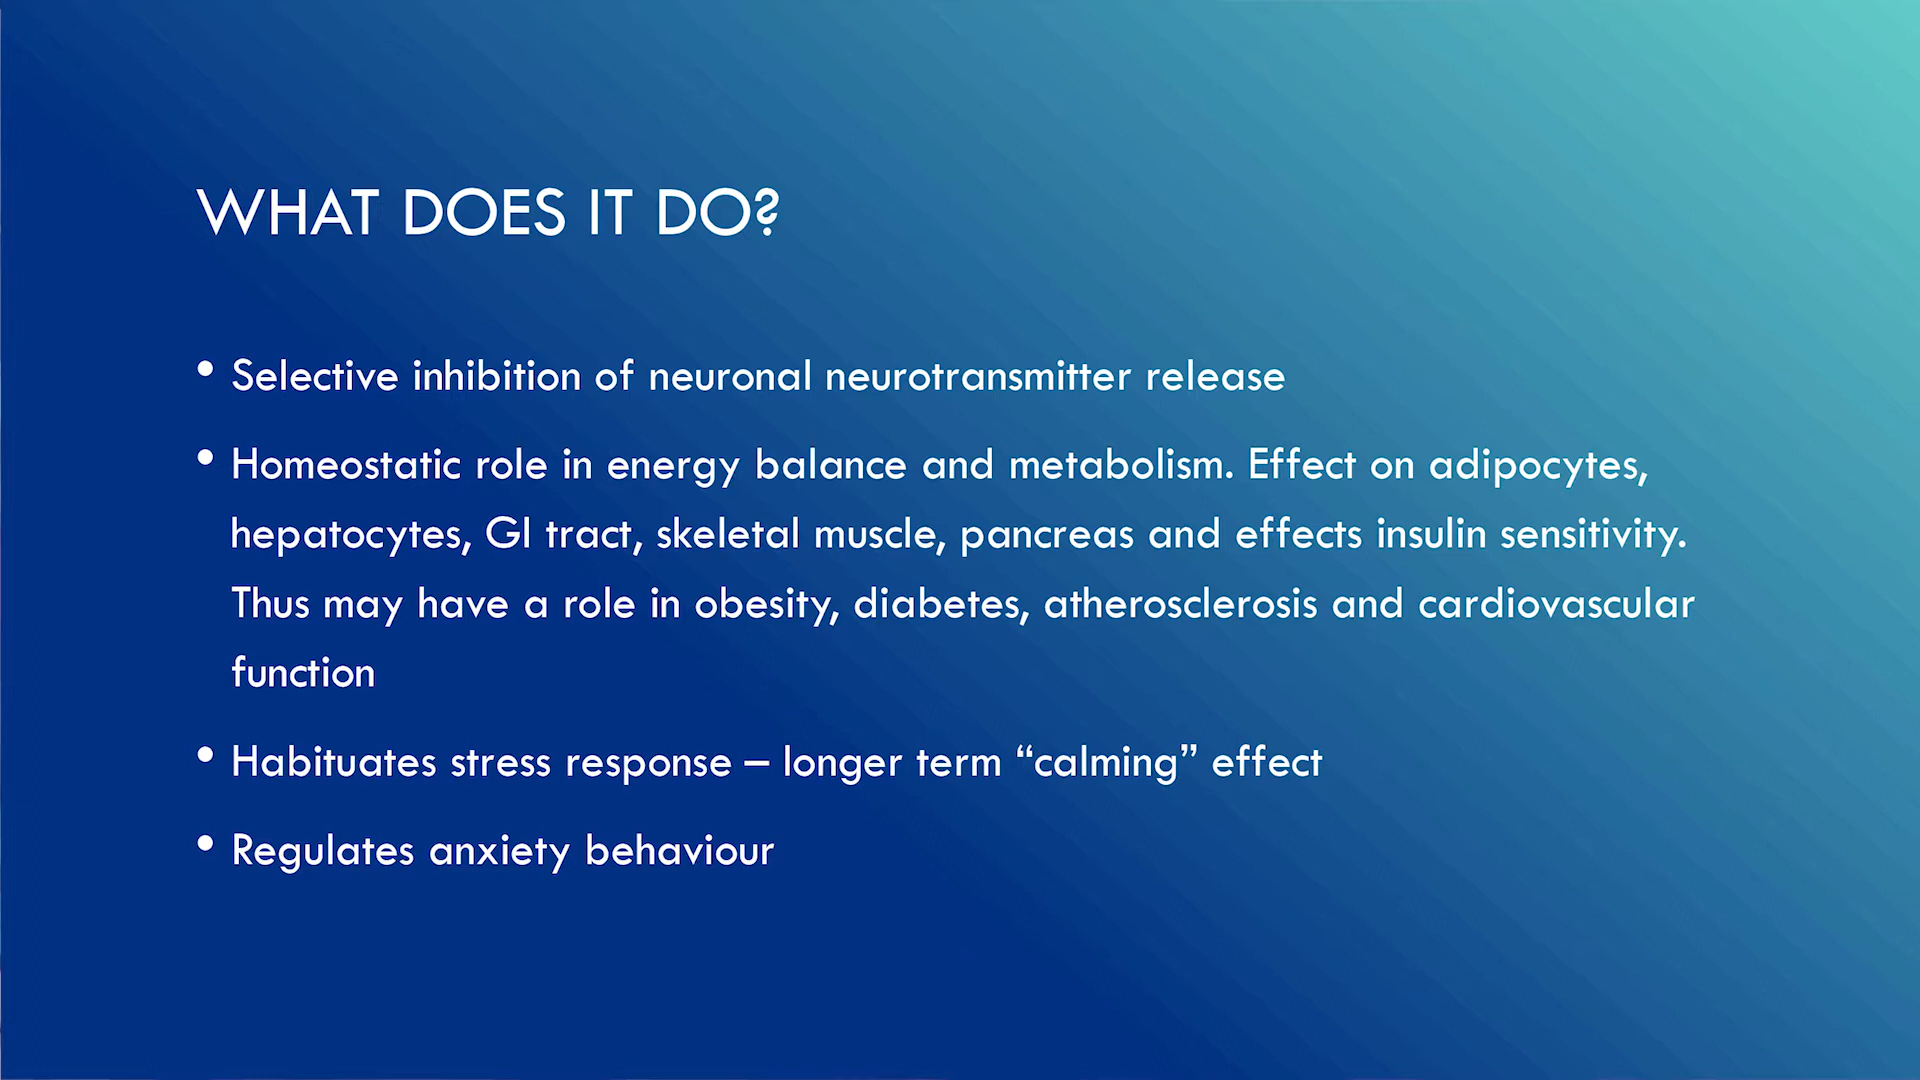 WHAT DOES IT DO?
• Selective inhibition of neuronal neurotransmitter release
• Homeostatic role in energy balance and metabolism. Effect on adipocytes,
hepatocytes, GI tract, skeletal muscle, pancreas and effects insulin sensitivity.
Thus may have a role in obesity, diabetes, atherosclerosis and cardiovascular
function
• Habituates stress response – longer term “calming” effect
• Regulates anxiety behaviour